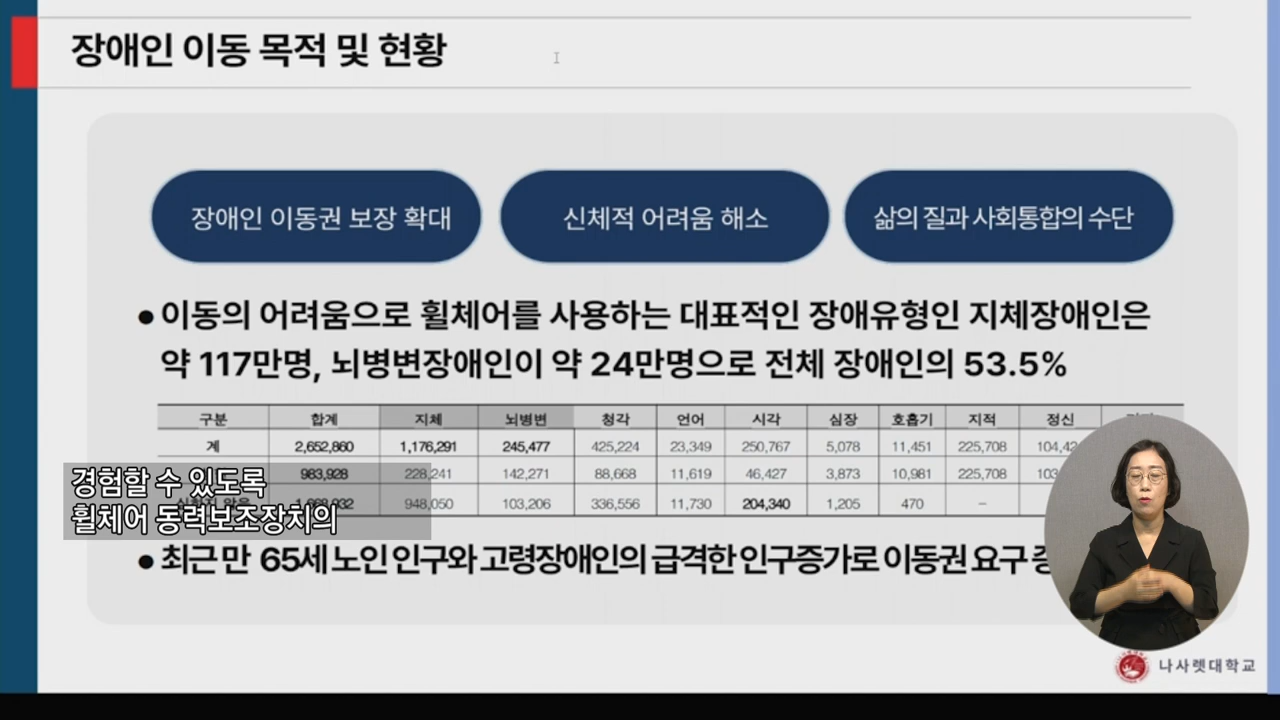 장애인 이동 목적 및 현황
장애인 이동권 보장 확대
신체적 어려움 해소
삶의 질과 사회통합의 수단
●이동의 어려움으로 휠체어를 사용하는 대표적인 장애유형인 지체장애인은
약 117만명, 뇌병변장애인이 약 24만명으로 전체 장애인의 53.5%
구분 합계 지체 뇌병변 청각 언어 시각 심장 호흡기 지적 정신
계 2,652,860 1,176,291 245,477 425,224 23,349 250,767 5,078 11,451 225,708
983,928 228,241 142,271 88,668 11,619 46,427 3,873 10,981 225,708
948,050 103,206 336,556 11,730 204,340 1,205 470 –
경험할 수 있도록
휠체어 동력보조장치의
●최근 만 65세 노인 인구와 고령장애인의 급격한 인구증가로 이동권 요구
나사렛대학교